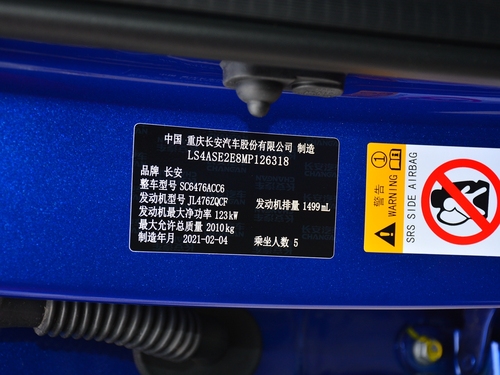 中国 重庆长安汽车股份有限公司 制造
LS4ASE2E8MP126318
品牌 长安
整车型号 SC6476ACC6
发动机型号 JL476ZQCF 发动机排量 1499mL
发动机最大净功率 123kW
最大允许总质量 2010kg
制造年月 2021-02-04 乘坐人数 5
1
警告
WARNING
SRS SIDE AIRBAG